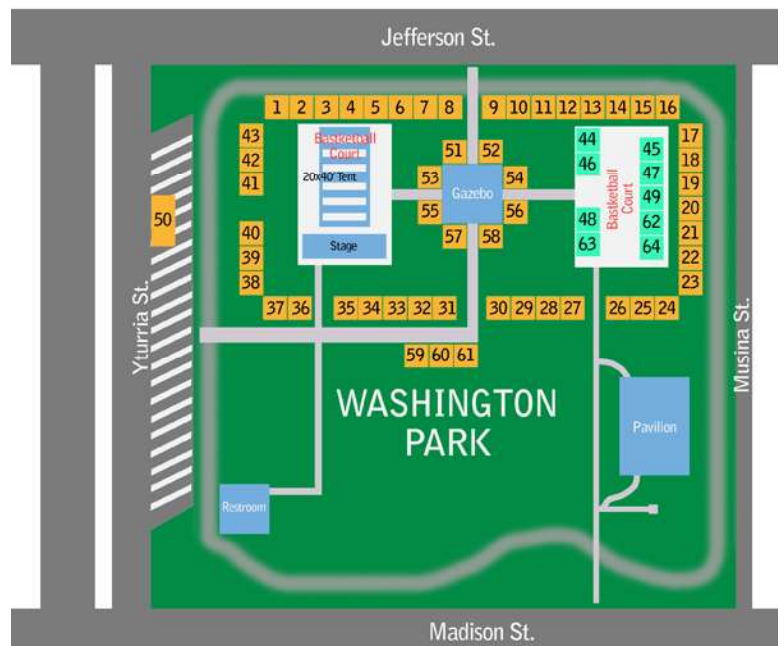 Jefferson St.
1 2 3 4 5 6 7 8 9 10 11 12 13 14 15 16
43
42
41
Basketball
Court
20x40' Tent
Stage
51 52
53 54
Gazebo
55 56
57 58
44
46
48
63
45
47
49
62
64
Bastketball
Court
17
18
19
20
21
22
23
50
40
39
38
37 36 35 34 33 32 31 30 29 28 27 26 25 24
59 60 61
Yturria St.
Musina St.
WASHINGTON
PARK
Pavilion
Restroom
Madison St.